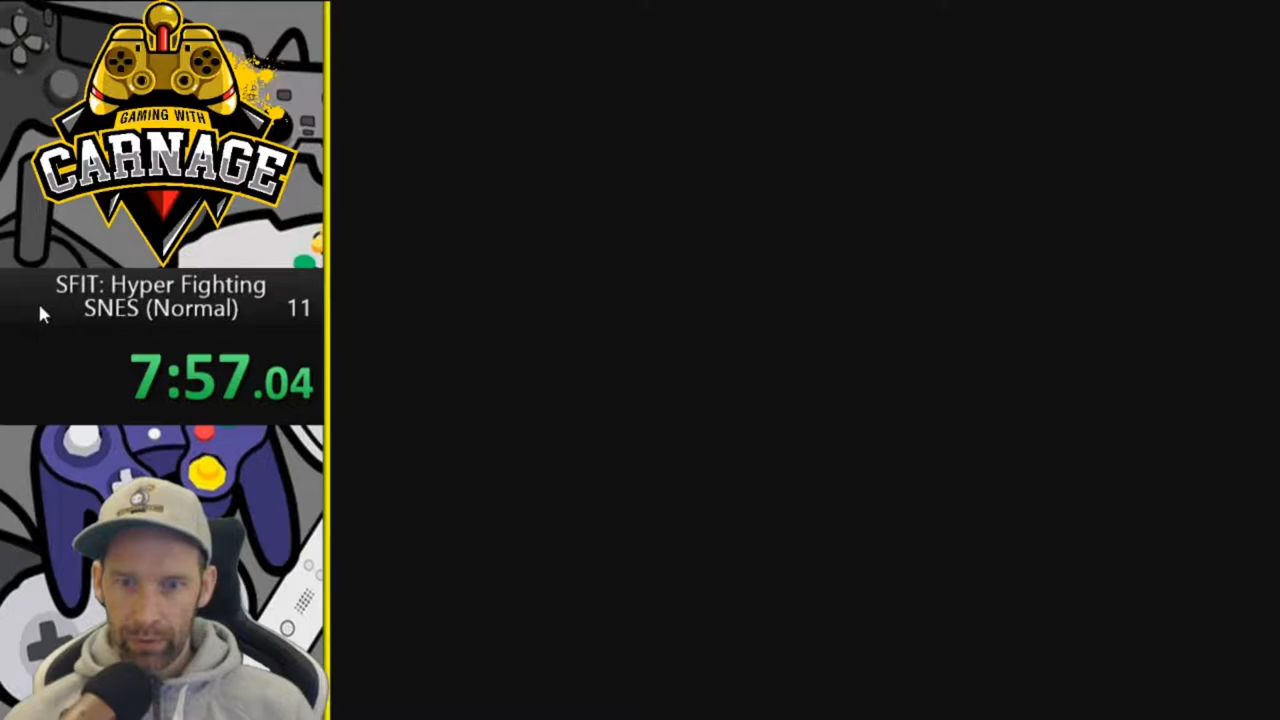 GAMING WITH
CARNAGE
SFIT: Hyper Fighting
SNES (Normal) 11
7:57.04